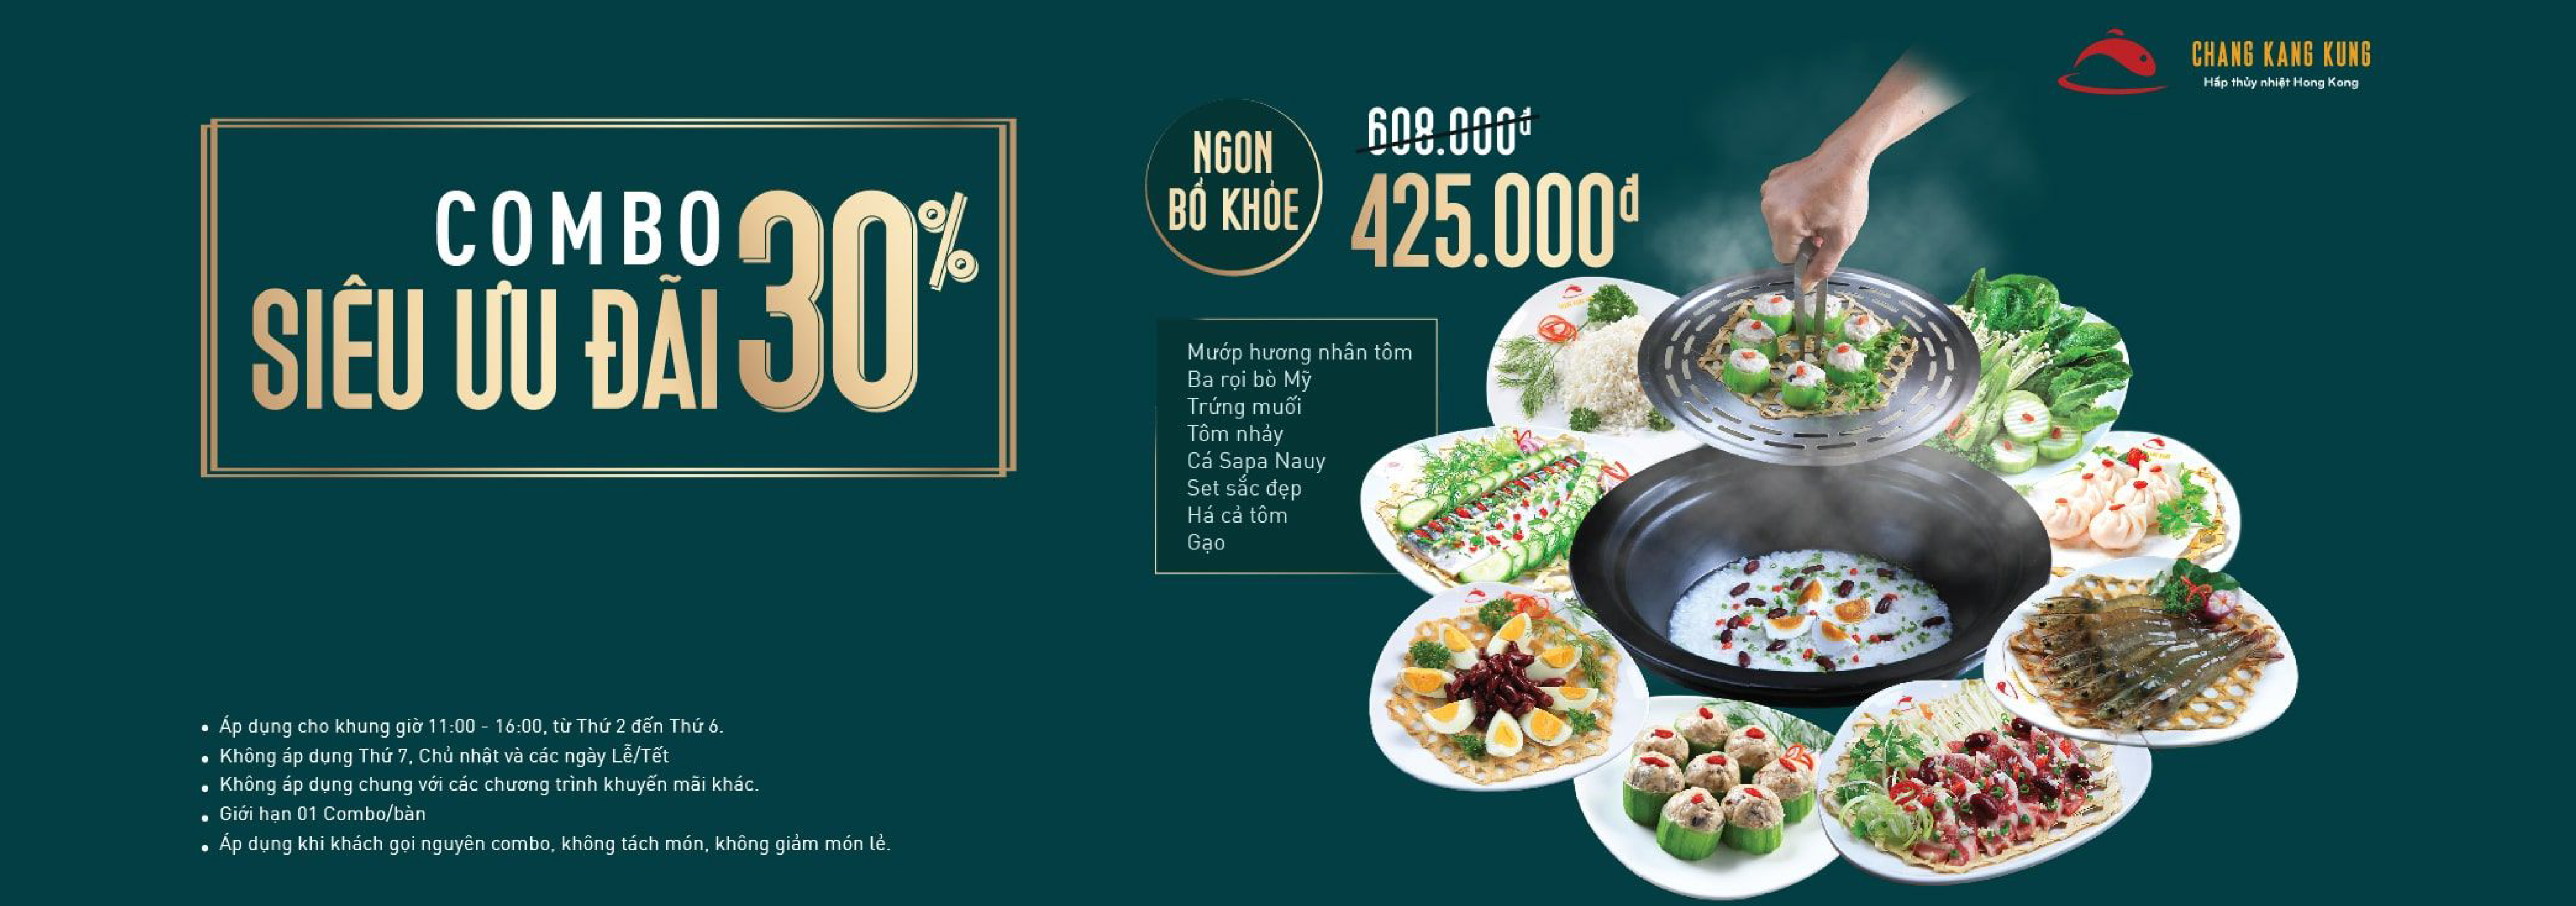 CHANG KANG KUNG
Hấp thủy nhiệt Hong Kong
COMBO
SIÊU ƯU ĐÃI
30%
NGON
BỔ KHỎE
608.000đ
425.000đ
Mướp hương nhân tôm
Ba rọi bò Mỹ
Trứng muối
Tôm nhảy
Cá Sapa Nauy
Set sắc đẹp
Há cả tôm
Gạo
• Áp dụng cho khung giờ 11:00 - 16:00, từ Thứ 2 đến Thứ 6.
• Không áp dụng Thứ 7, Chủ nhật và các ngày Lễ/Tết
• Không áp dụng chung với các chương trình khuyến mãi khác.
• Giới hạn 01 Combo/bàn
• Áp dụng khi khách gọi nguyên combo, không tách món, không giảm món lẻ.